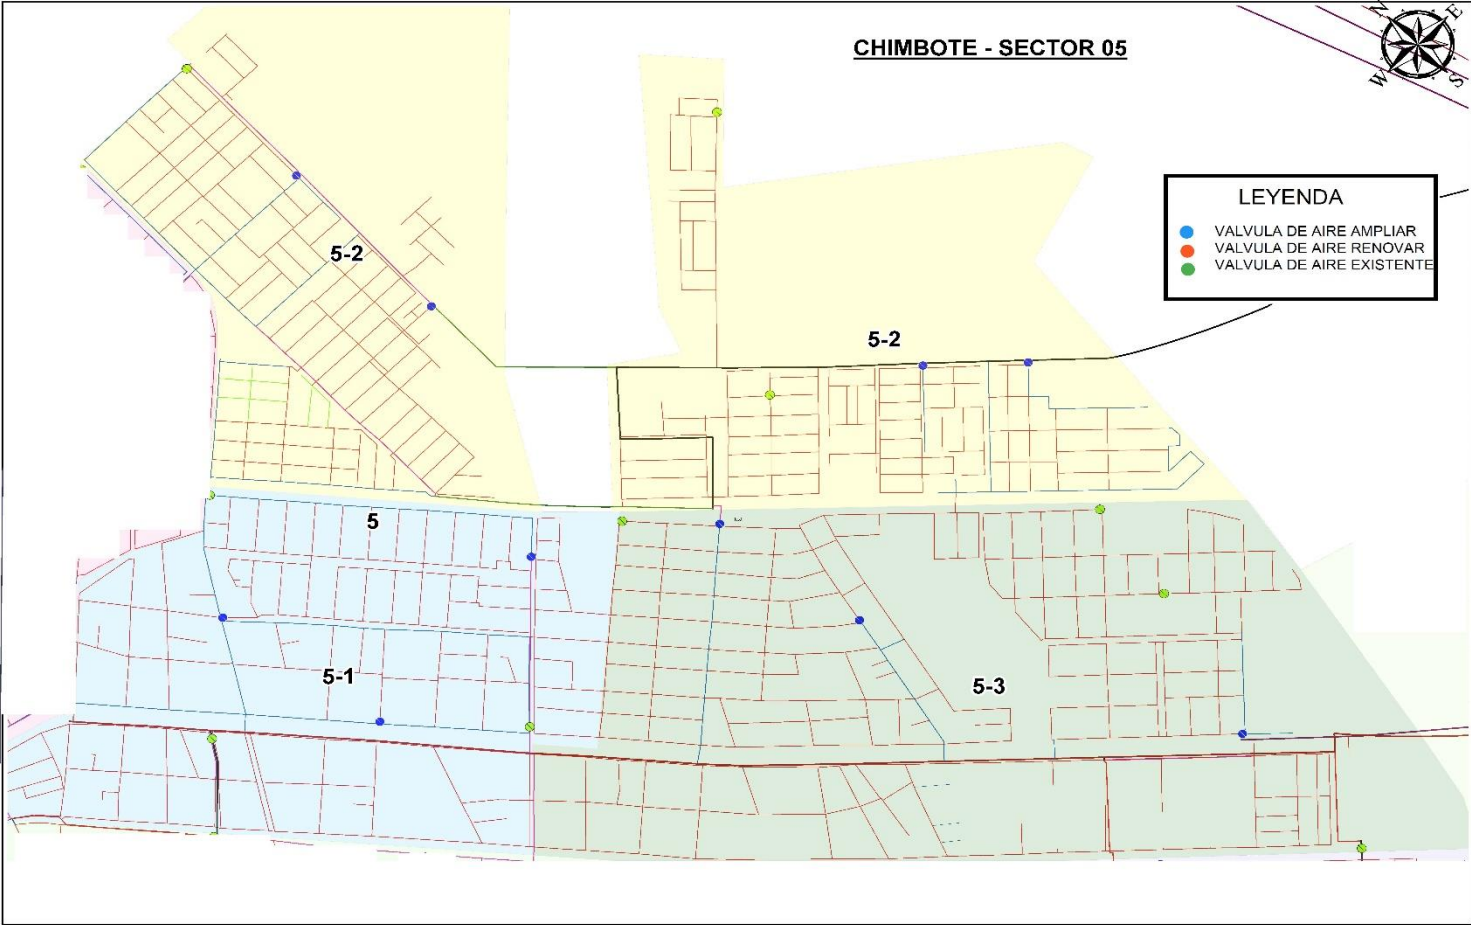 CHIMBOTE - SECTOR 05
N
E
W
S
LEYENDA
VALVULA DE AIRE AMPLIAR
VALVULA DE AIRE RENOVAR
VALVULA DE AIRE EXISTENTE
5-2
5-2
5
5-1
5-3